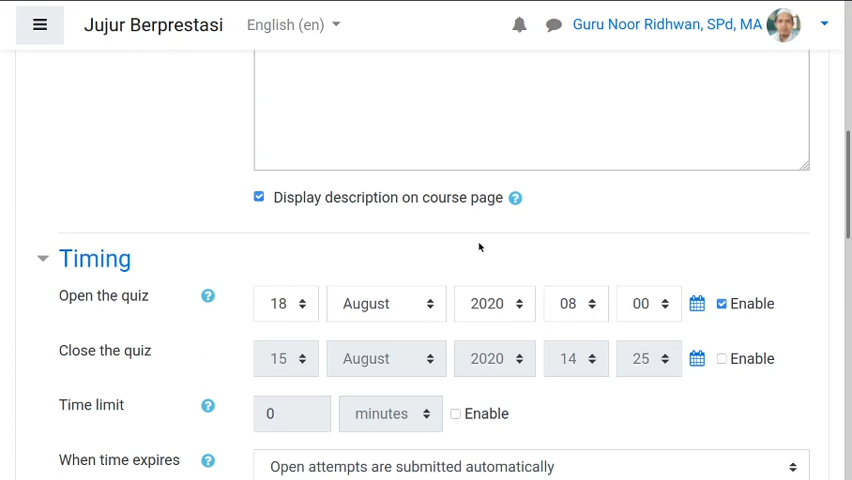 Jujur Berprestasi English (en) Guru Noor Ridhwan, SPd, MA
Display description on course page ?
Timing
Open the quiz ? 18 August 2020 08 00 Enable
Close the quiz 15 August 2020 14 25 Enable
Time limit ? 0 minutes Enable
When time expires ? Open attempts are submitted automatically